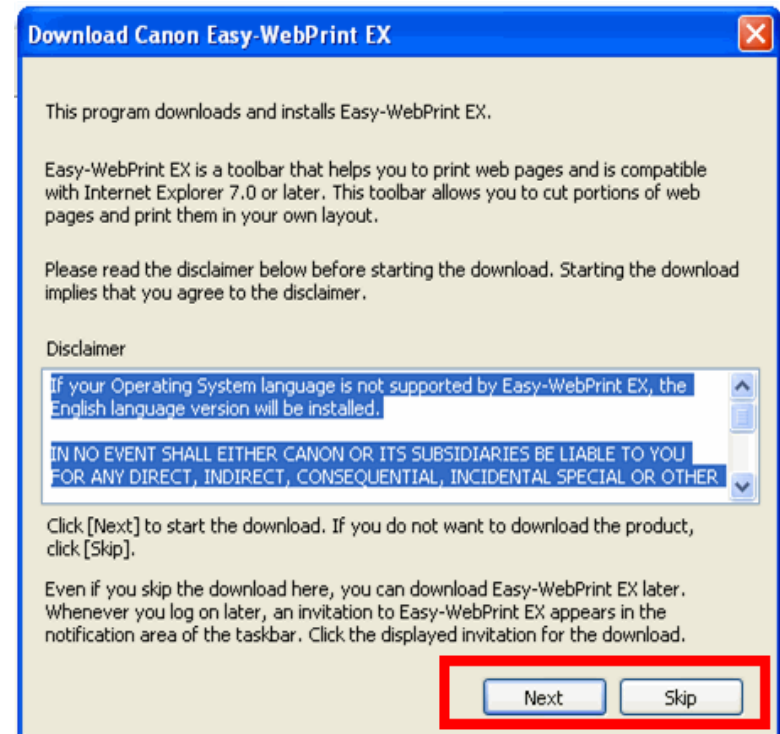 Download Canon Easy-WebPrint EX
This program downloads and installs Easy-WebPrint EX.
Easy-WebPrint EX is a toolbar that helps you to print web pages and is compatible
with Internet Explorer 7.0 or later. This toolbar allows you to cut portions of web
pages and print them in your own layout.
Please read the disclaimer below before starting the download. Starting the download
implies that you agree to the disclaimer.
Disclaimer
If your Operating System language is not supported by Easy-WebPrint EX, the
English language version will be installed.
IN NO EVENT SHALL EITHER CANON OR ITS SUBSIDIARIES BE LIABLE TO YOU
FOR ANY DIRECT, INDIRECT, CONSEQUENTIAL, INCIDENTAL SPECIAL OR OTHER
Click [Next] to start the download. If you do not want to download the product,
click [Skip].
Even if you skip the download here, you can download Easy-WebPrint EX later.
Whenever you log on later, an invitation to Easy-WebPrint EX appears in the
notification area of the taskbar. Click the displayed invitation for the download.
Next Skip